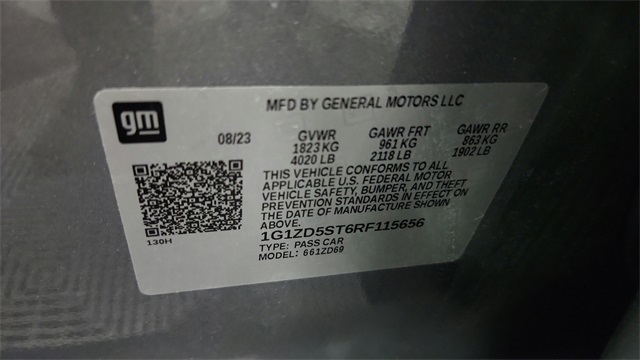 gm
MFD BY GENERAL MOTORS LLC
08/23 GVWR GAWR FRT GAWR RR
1823 KG 961 KG 863 KG
4020 LB 2118 LB 1902 LB
THIS VEHICLE CONFORMS TO ALL
APPLICABLE U.S. FEDERAL MOTOR
VEHICLE SAFETY, BUMPER, AND THEFT
PREVENTION STANDARDS IN EFFECT ON
THE DATE OF MANUFACTURE SHOWN
ABOVE.
130H
1G1ZD5ST6RF115656
TYPE: PASS CAR
MODEL: 661ZD69